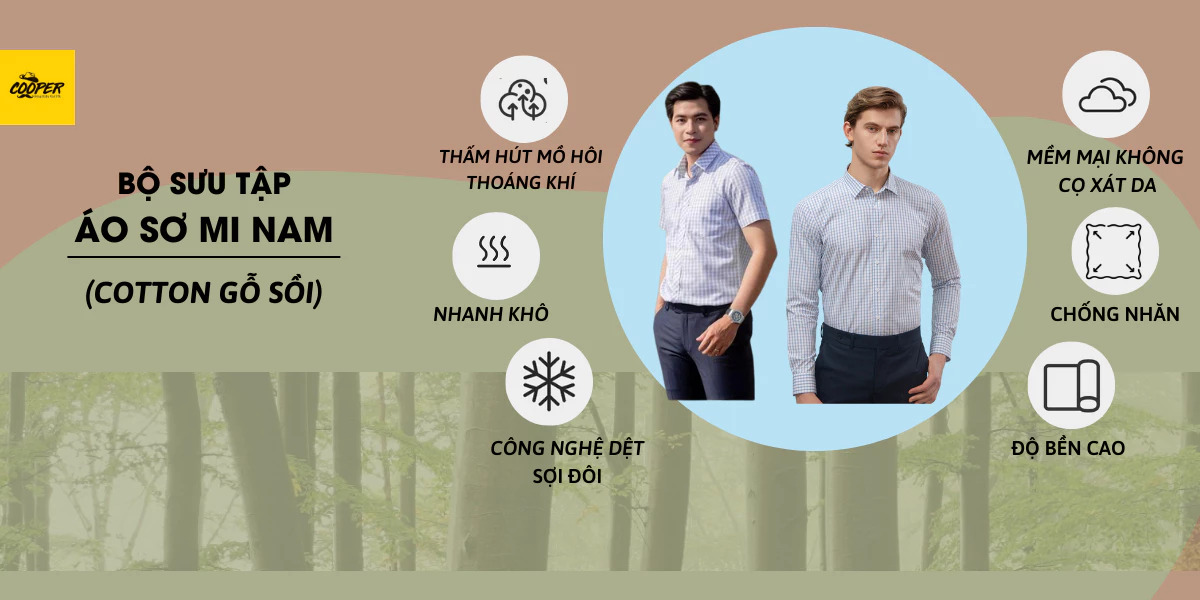 COOPER
BỘ SƯU TẬP
ÁO SƠ MI NAM
(COTTON GỖ SỒI)
THẤM HÚT MỒ HÔI
THOÁNG KHÍ
NHANH KHÔ
CÔNG NGHỆ DỆT
SỢI ĐÔI
MỀM MẠI KHÔNG
CỌ XÁT DA
CHỐNG NHĂN
ĐỘ BỀN CAO